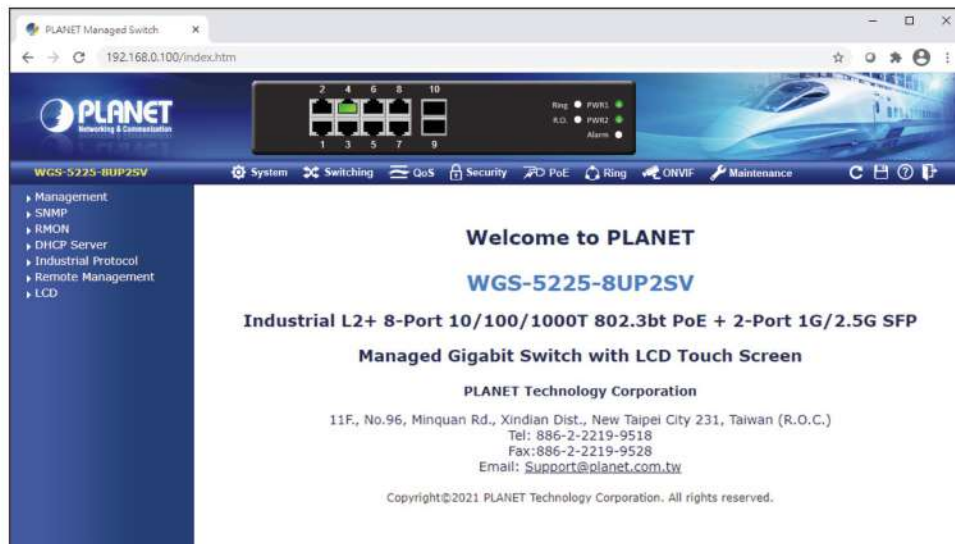 PLANET Managed Switch
192.168.0.100/index.htm
PLANET
Networking & Communication
2 4 6 8 10
1 3 5 7 9
Ring PWR1
R.O. PWR2
Alarm
WGS-5225-8UP2SV
System Switching QoS Security PoE Ring ONVIF Maintenance
Management
SNMP
RMON
DHCP Server
Industrial Protocol
Remote Management
LCD
Welcome to PLANET
WGS-5225-8UP2SV
Industrial L2+ 8-Port 10/100/1000T 802.3bt PoE + 2-Port 1G/2.5G SFP
Managed Gigabit Switch with LCD Touch Screen
PLANET Technology Corporation
11F., No.96, Minquan Rd., Xindian Dist., New Taipei City 231, Taiwan (R.O.C.)
Tel: 886-2-2219-9518
Fax:886-2-2219-9528
Email: Support@planet.com.tw
Copyright©2021 PLANET Technology Corporation. All rights reserved.